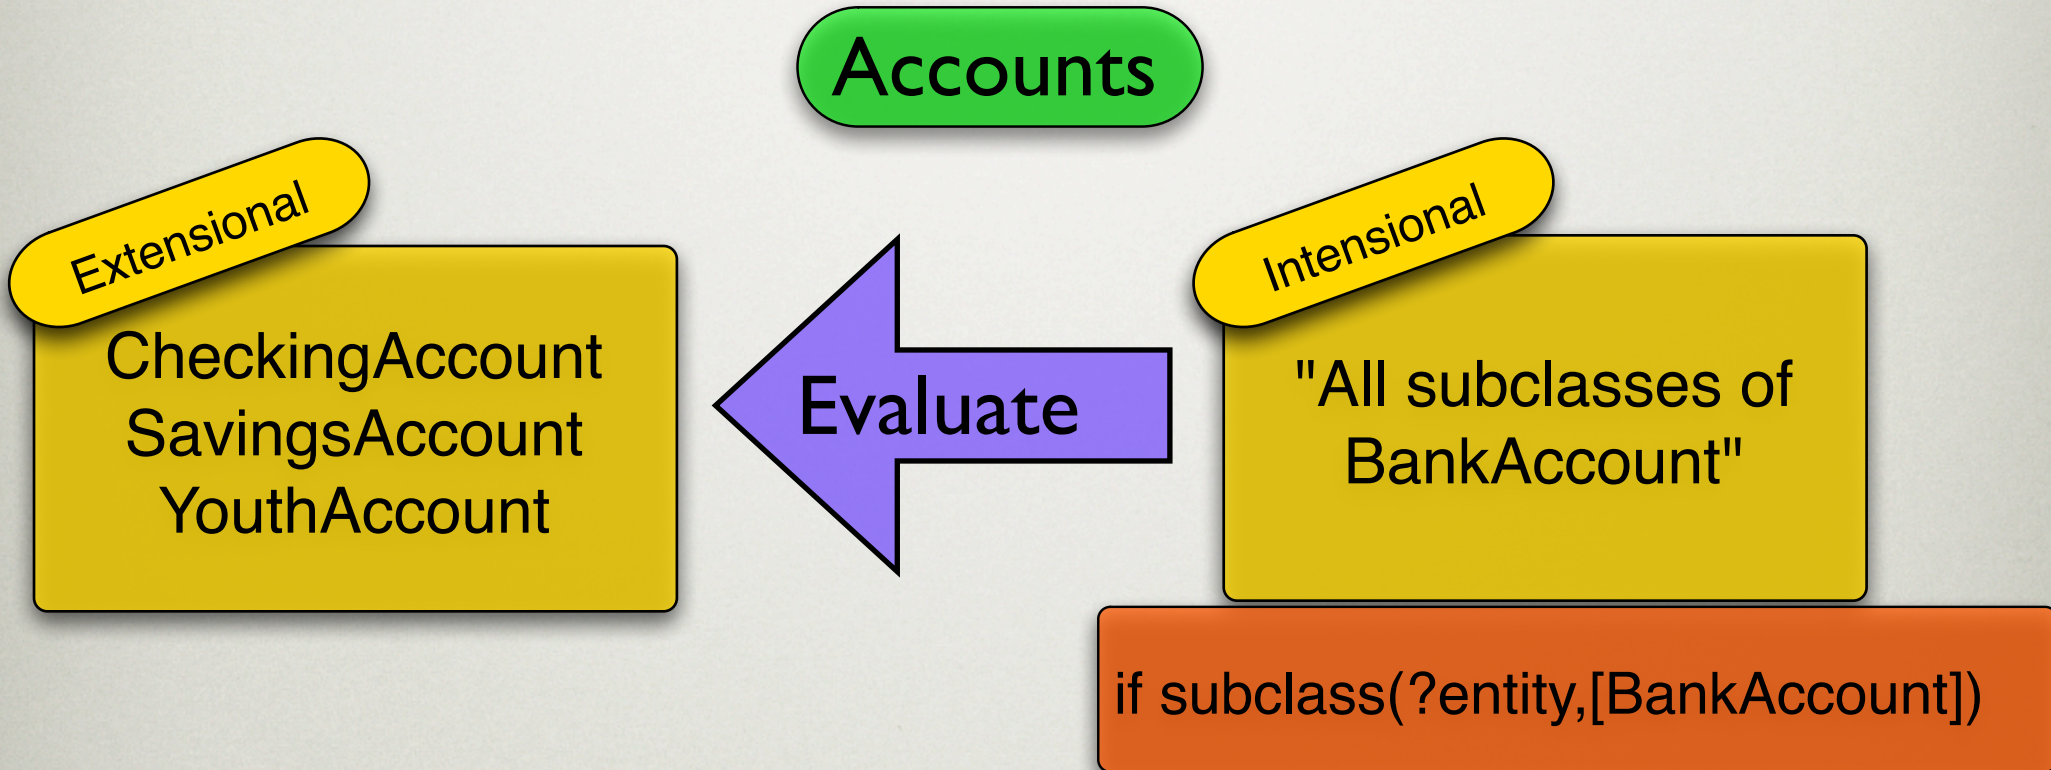 Accounts
Extensional
CheckingAccount
SavingsAccount
YouthAccount
Evaluate
Intensional
"All subclasses of
BankAccount"
if subclass(?entity,[BankAccount])